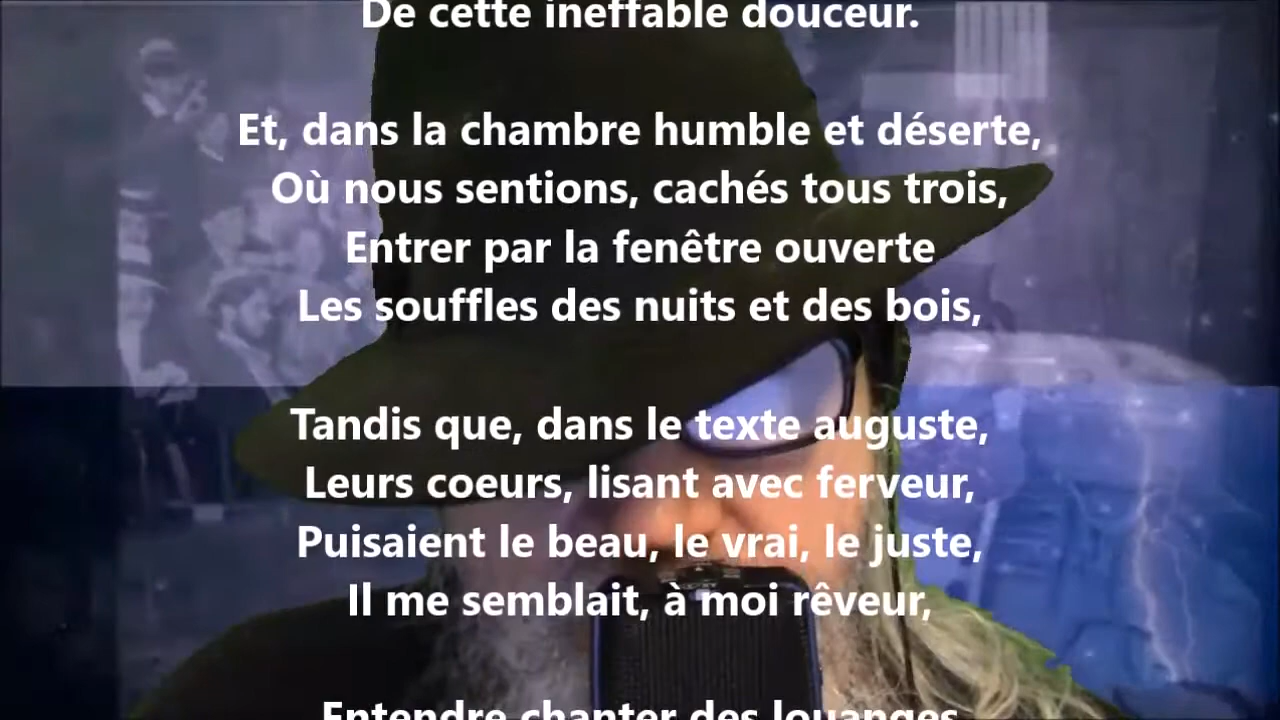 De cette ineffable douceur.
Et, dans la chambre humble et déserte,
Où nous sentions, cachés tous trois,
Entrer par la fenêtre ouverte
Les souffles des nuits et des bois,
Tandis que, dans le texte auguste,
Leurs coeurs, lisant avec ferveur,
Puisaient le beau, le vrai, le juste,
Il me semblait, à moi rêveur,
Entendre chanter des louanges